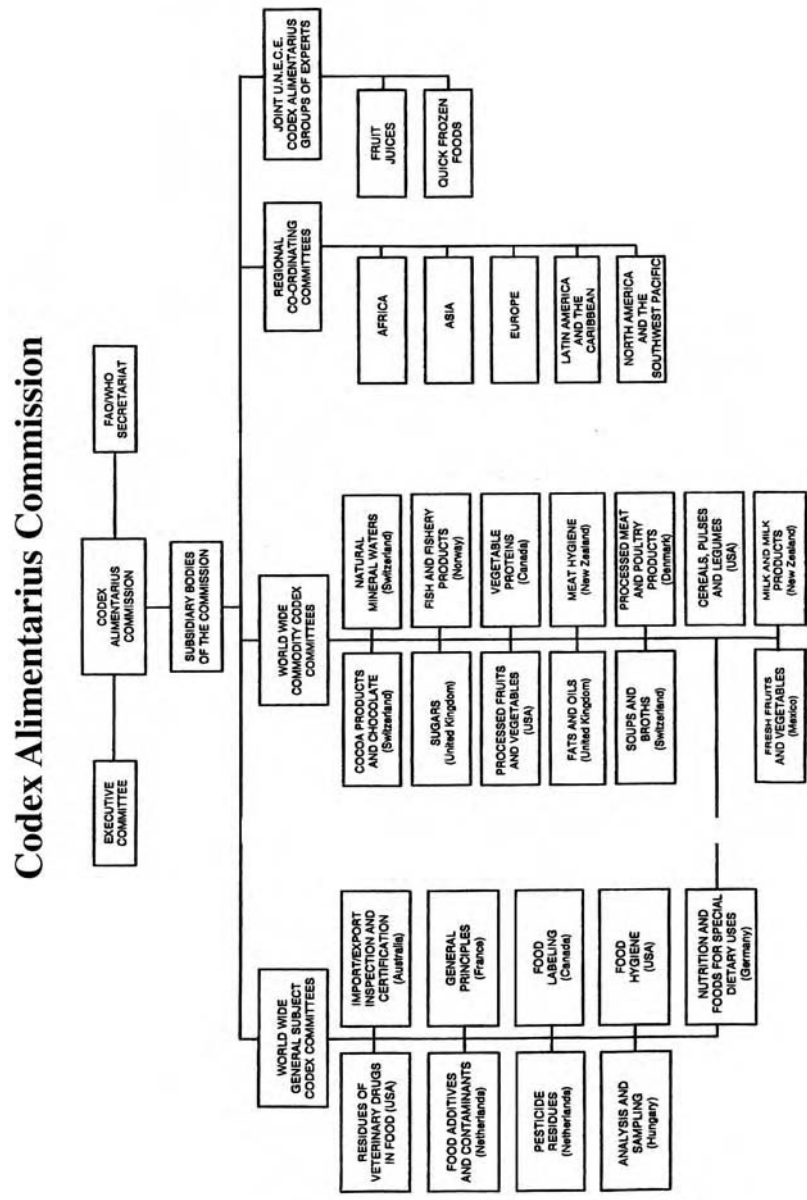 Codex Alimentarius Commission
EXECUTIVE
COMMITTEE
CODEX
ALIMENTARIUS
COMMISSION
FAO/WHO
SECRETARIAT
SUBSIDIARY BODIES
OF THE COMMISSION
WORLD WIDE
GENERAL SUBJECT
CODEX COMMITTEES
RESIDUES OF
VETERINARY DRUGS
IN FOOD (USA)
IMPORT/EXPORT
INSPECTION AND
CERTIFICATION
(Australia)
FOOD ADDITIVES
AND CONTAMINANTS
(Netherlands)
GENERAL
PRINCIPLES
(France)
PESTICIDE
RESIDUES
(Netherlands)
FOOD
LABELING
(Canada)
ANALYSIS AND
SAMPLING
(Hungary)
FOOD
HYGIENE
(USA)
NUTRITION AND
FOODS FOR SPECIAL
DIETARY USES
(Germany)
WORLD WIDE
COMMODITY CODEX
COMMITTEES
COCOA PRODUCTS
AND CHOCOLATE
(Switzerland)
NATURAL
MINERAL WATERS
(Switzerland)
SUGARS
(United Kingdom)
FISH AND FISHERY
PRODUCTS
(Norway)
PROCESSED FRUITS
AND VEGETABLES
(USA)
VEGETABLE
PROTEINS
(Canada)
FATS AND OILS
(United Kingdom)
MEAT HYGIENE
(New Zealand)
SOUPS AND
BROTHS
(Switzerland)
PROCESSED MEAT
AND POULTRY
PRODUCTS
(Denmark)
CEREALS, PULSES
AND LEGUMES
(USA)
FRESH FRUITS
AND VEGETABLES
(Mexico)
MILK AND MILK
PRODUCTS
(New Zealand)
REGIONAL
CO-ORDINATING
COMMITTEES
AFRICA
ASIA
EUROPE
LATIN AMERICA
AND THE
CARIBBEAN
NORTH AMERICA
AND THE
SOUTHWEST PACIFIC
JOINT U.N.E.C.E.
CODEX ALIMENTARIUS
GROUPS OF EXPERTS
FRUIT
JUICES
QUICK FROZEN
FOODS